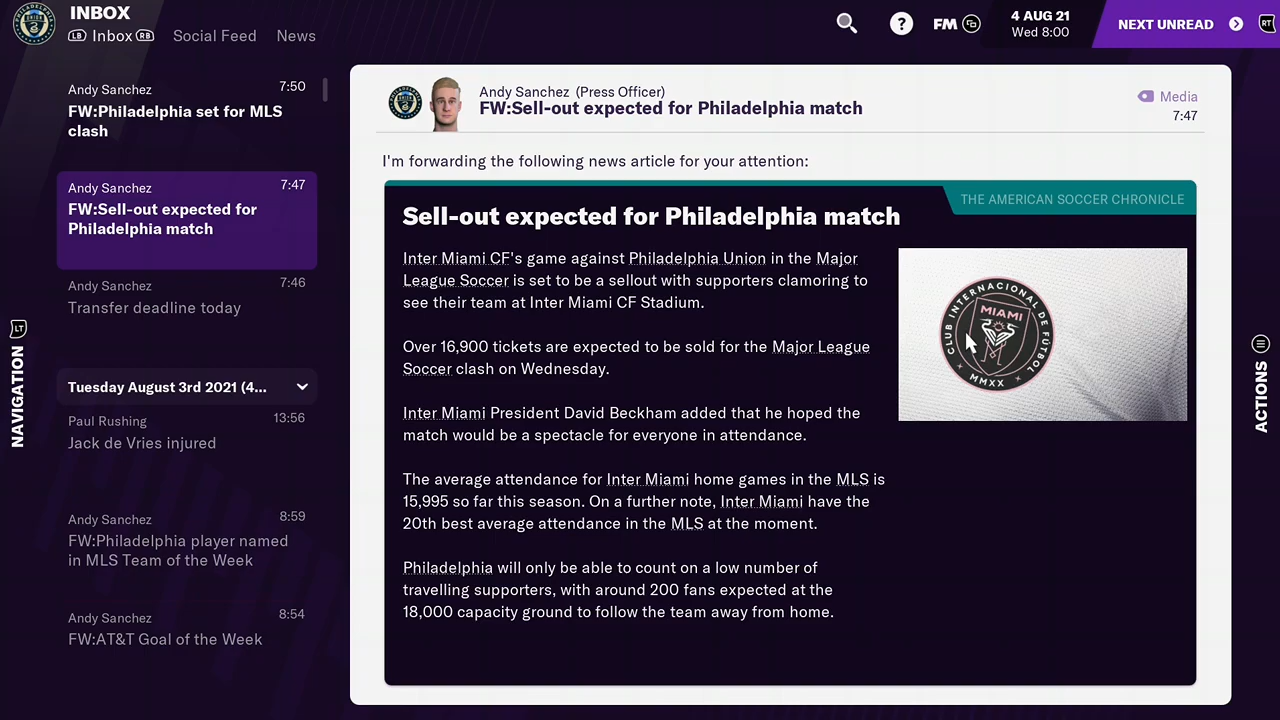 INBOX
LB Inbox RB Social Feed News
FM
4 AUG 21
Wed 8:00
NEXT UNREAD
RT
Andy Sanchez 7:50
FW:Philadelphia set for MLS
clash
Andy Sanchez 7:47
FW:Sell-out expected for
Philadelphia match
Andy Sanchez 7:46
Transfer deadline today
Tuesday August 3rd 2021 (4...
Paul Rushing 13:56
Jack de Vries injured
Andy Sanchez 8:59
FW:Philadelphia player named
in MLS Team of the Week
Andy Sanchez 8:54
FW:AT&T Goal of the Week
NAVIGATION LT
Andy Sanchez (Press Officer)
FW:Sell-out expected for Philadelphia match
Media
7:47
I'm forwarding the following news article for your attention:
THE AMERICAN SOCCER CHRONICLE
Sell-out expected for Philadelphia match
Inter Miami CF's game against Philadelphia Union in the Major
League Soccer is set to be a sellout with supporters clamoring to
see their team at Inter Miami CF Stadium.
Over 16,900 tickets are expected to be sold for the Major League
Soccer clash on Wednesday.
Inter Miami President David Beckham added that he hoped the
match would be a spectacle for everyone in attendance.
The average attendance for Inter Miami home games in the MLS is
15,995 so far this season. On a further note, Inter Miami have the
20th best average attendance in the MLS at the moment.
Philadelphia will only be able to count on a low number of
travelling supporters, with around 200 fans expected at the
18,000 capacity ground to follow the team away from home.
CLUB INTERNACIONAL DE FÚTBOL
MIAMI
MMXX
ACTIONS